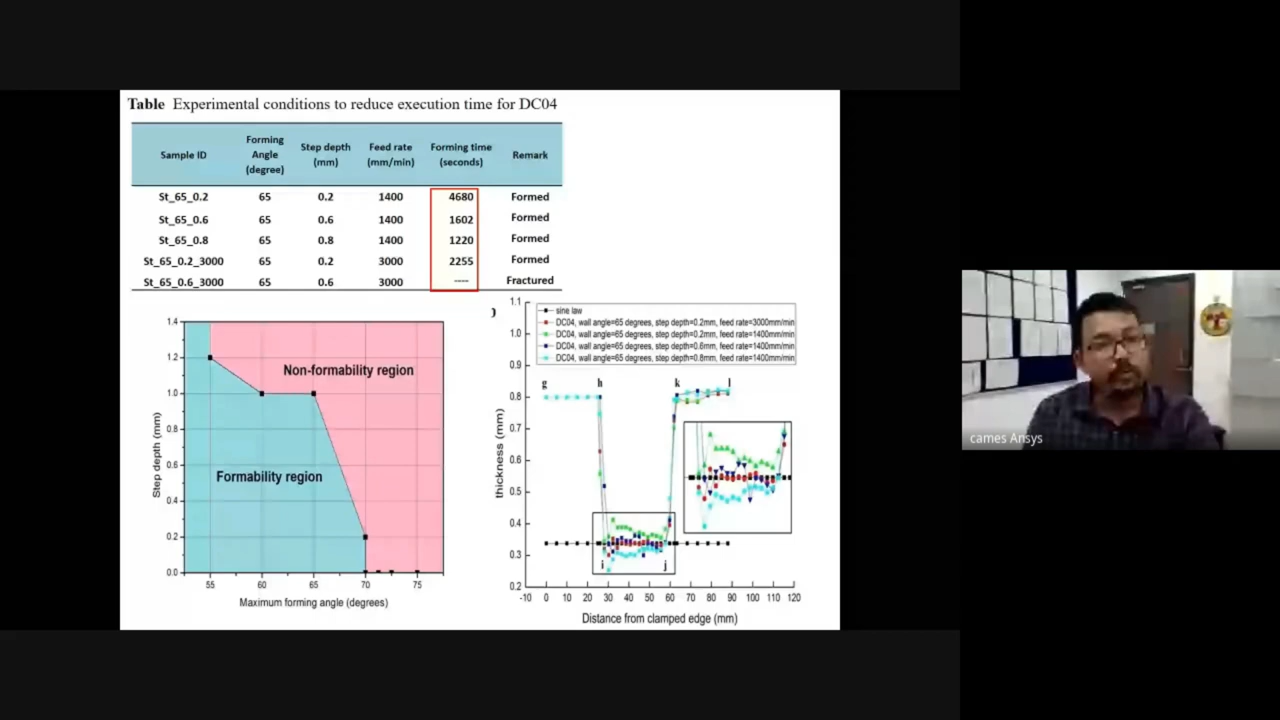 Table Experimental conditions to reduce execution time for DC04
Sample ID Forming Angle (degree) Step depth (mm) Feed rate (mm/min) Forming time (seconds) Remark
St_65_0.2 65 0.2 1400 4680 Formed
St_65_0.6 65 0.6 1400 1602 Formed
St_65_0.8 65 0.8 1400 1220 Formed
St_65_0.2_3000 65 0.2 3000 2255 Formed
St_65_0.6_3000 65 0.6 3000 ---- Fractured
1.4
1.2
1.0
0.8
0.6
0.4
0.2
0.0
Step depth (mm)
Non-formability region
Formability region
55 60 65 70 75
Maximum forming angle (degrees)
)
1.1
1.0
0.9
0.8
0.7
0.6
0.5
0.4
0.3
0.2
thickness (mm)
sine law
DC04, wall angle=65 degrees, step depth=0.2mm, feed rate=3000mm/min
DC04, wall angle=65 degrees, step depth=0.2mm, feed rate=1400mm/min
DC04, wall angle=65 degrees, step depth=0.6mm, feed rate=1400mm/min
DC04, wall angle=65 degrees, step depth=0.8mm, feed rate=1400mm/min
g h k l
i j
-10 0 10 20 30 40 50 60 70 80 90 100 110 120
Distance from clamped edge (mm)
cames Ansys